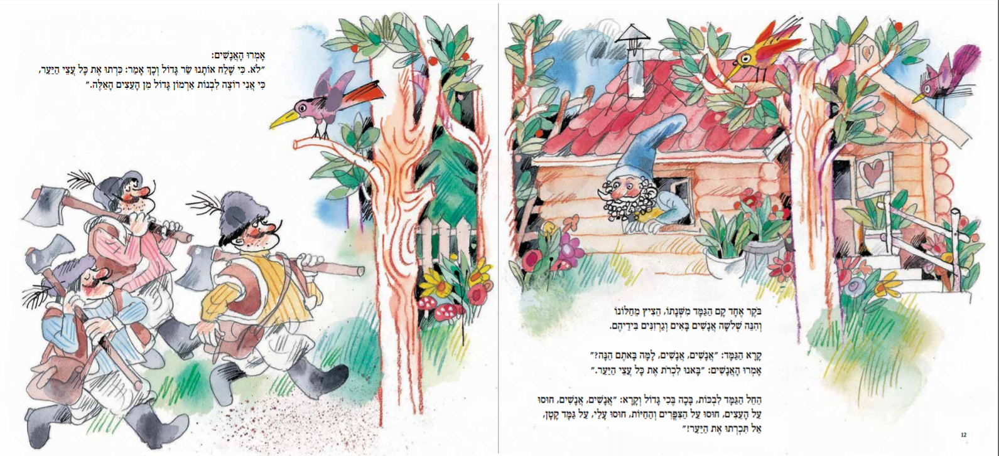 בֹּקֶר אֶחָד קָם הַגַּמָּד מִשְּׁנָתוֹ, הֵצִיץ מֵחַלּוֹנוֹ
וְהִנֵּה שְׁלֹשָׁה אֲנָשִׁים בָּאִים וְגַרְזִנִּים בִּידֵיהֶם.
קָרָא הַגַּמָּד: ״אֲנָשִׁים, אֲנָשִׁים, לָמָּה בָּאתֶם הֵנָּה?״
אָמְרוּ הָאֲנָשִׁים: ״בָּאנוּ לִכְרֹת אֶת כָּל עֲצֵי הַיַּעַר.״
הֵחֵל הַגַּמָּד לִבְכּוֹת, בָּכָה בְּכִי גָּדוֹל וְקָרָא: ״אֲנָשִׁים, אֲנָשִׁים, חוּסוּ
עַל הָעֵצִים, חוּסוּ עַל הַצִּפֳּרִים וְהַחַיּוֹת, חוּסוּ עָלַי, עַל גַּמָּד קָטָן,
אַל תִּכְרְתוּ אֶת הַיַּעַר!״
12
אָמְרוּ הָאֲנָשִׁים:
״לֹא. כִּי שָׁלַח אוֹתָנוּ שַׂר גָּדוֹל וְכָךְ אָמַר: כִּרְתוּ אֶת כָּל עֲצֵי הַיַּעַר,
כִּי אֲנִי רוֹצֶה לִבְנוֹת אַרְמוֹן גָּדוֹל מִן הָעֵצִים הָאֵלֶּה.״